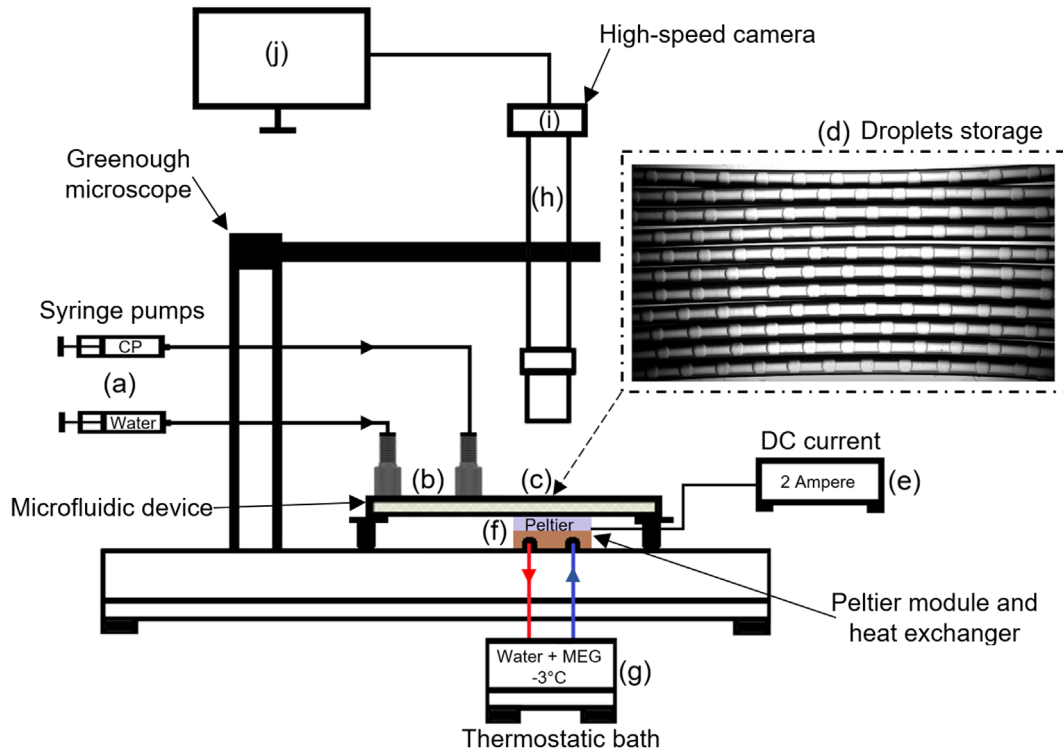 (j)
High-speed camera
(i)
(d) Droplets storage
Greenough
microscope
(h)
Syringe pumps
CP
(a)
Water
DC current
2 Ampere
(e)
(b)
(c)
Microfluidic device
(f)
Peltier
Peltier module and
heat exchanger
Water + MEG
-3°C
(g)
Thermostatic bath